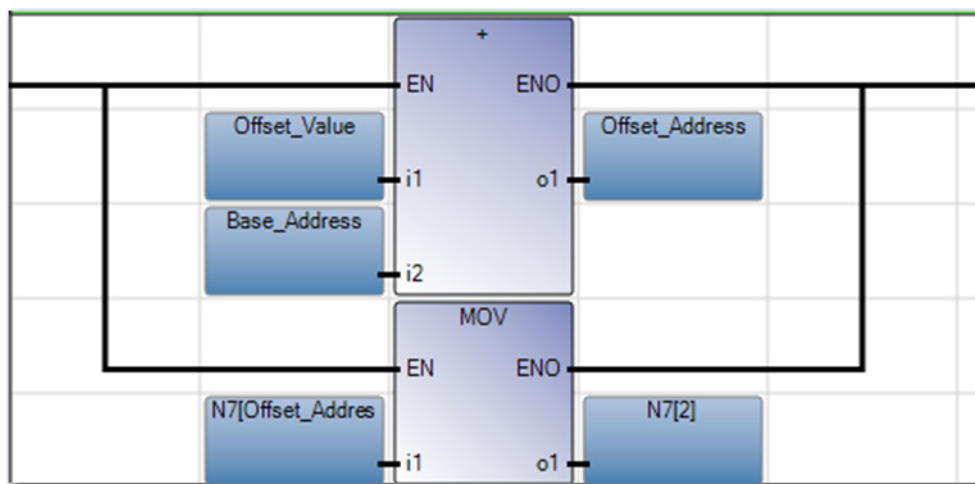 +
EN ENO
Offset_Value Offset_Address
i1 o1
Base_Address
i2
MOV
EN ENO
N7[Offset_Addres N7[2]
i1 o1